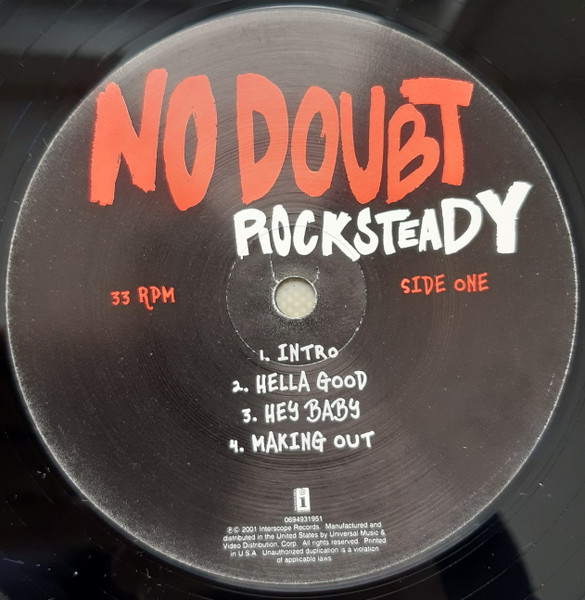 NO DOUBT
ROCKSTEADY
33 RPM
SIDE ONE
1. INTRO
2. HELLA GOOD
3. HEY BABY
4. MAKING OUT
i
0694931951
℗© 2001 Interscope Records. Manufactured and
distributed in the United States by Universal Music &
Video Distribution, Corp. All rights reserved. Printed
in U.S.A. Unauthorized duplication is a violation
of applicable laws.